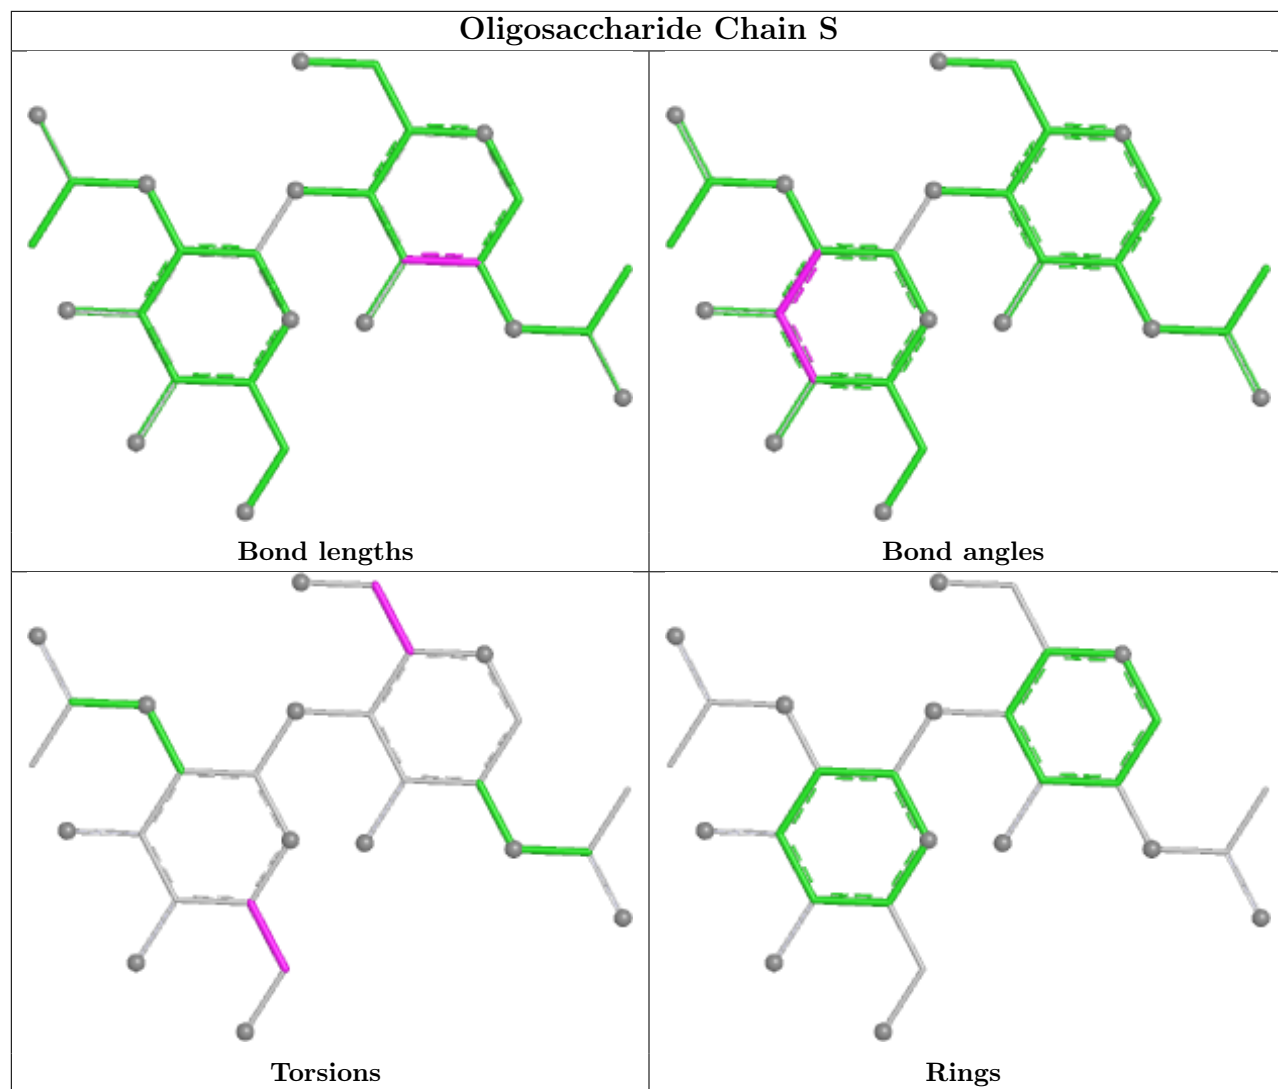 Oligosaccharide Chain S
Bond lengths
Bond angles
Torsions
Rings